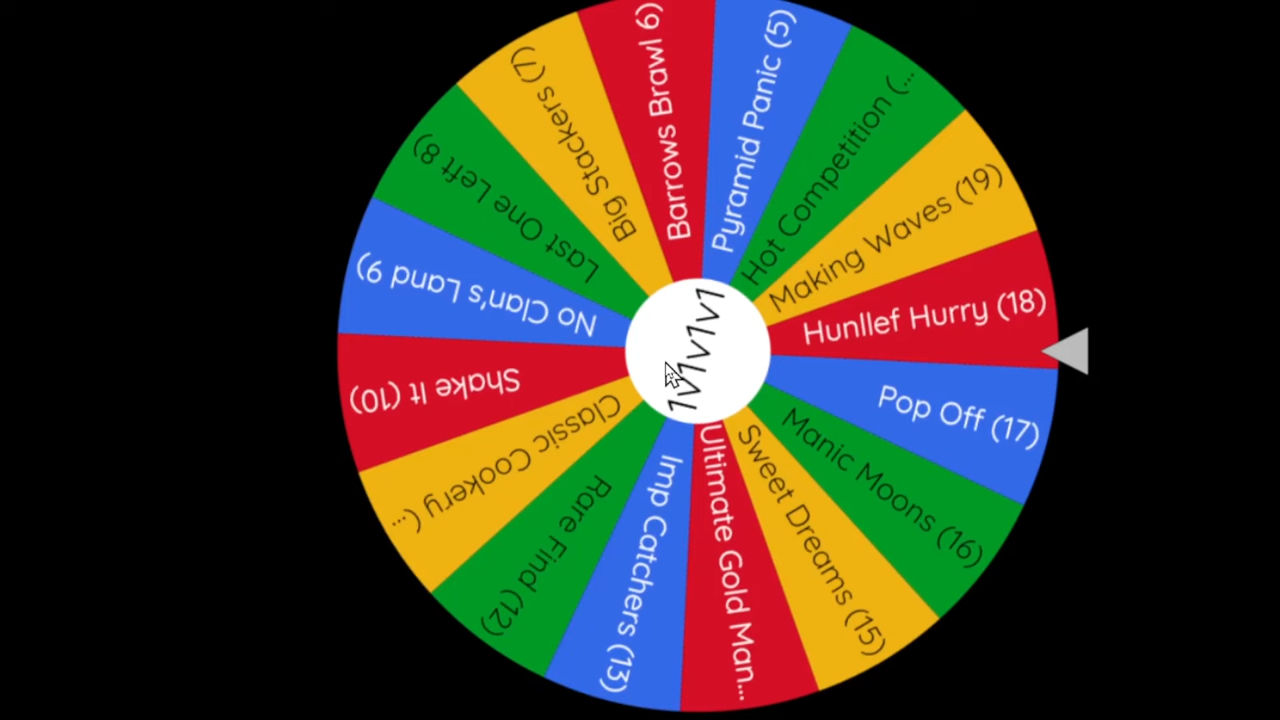 Barrows Brawl 6)
Pyramid Panic (5)
Hot Competition (...
Making Waves (19)
Hunllef Hurry (18)
Pop Off (17)
Manic Moons (16)
Sweet Dreams (15)
Ultimate Gold Man...
Imp Catchers (13)
Rare Find (12)
Classic Cookery (...
Shake It (10)
No Clan's Land 9)
Last One Left 8)
Big Stackers (7)
1v1v1v1